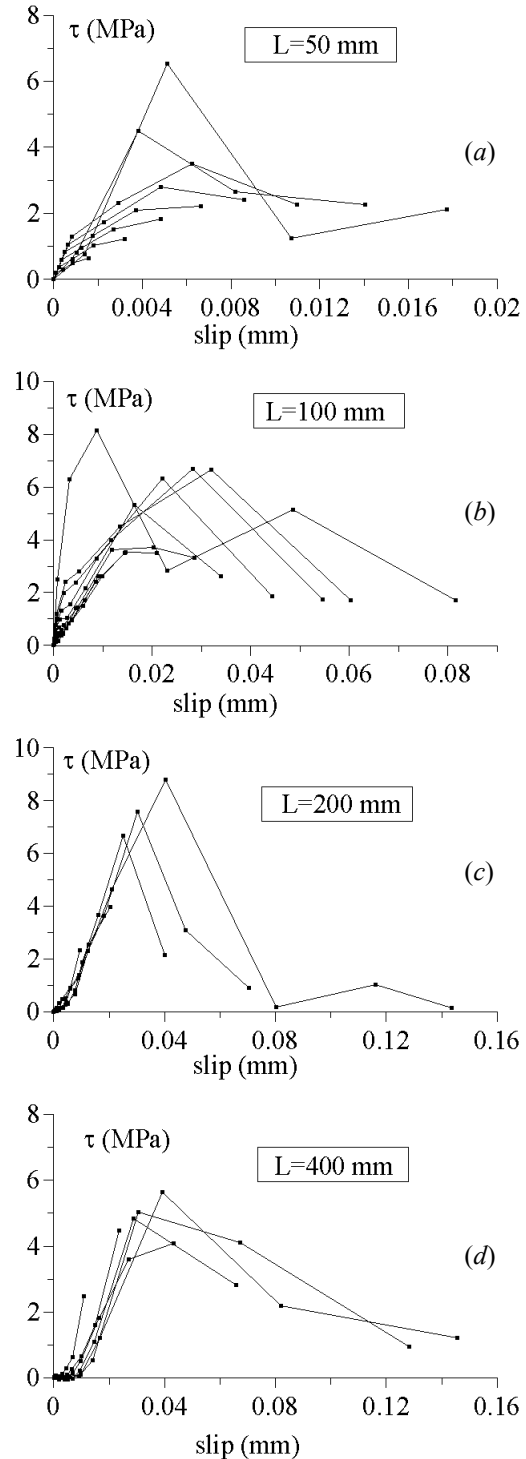 8
τ (MPa)
L=50 mm
6
(a)
4
2
0
0 0.004 0.008 0.012 0.016 0.02
slip (mm)
10
τ (MPa)
L=100 mm
8
6
(b)
4
2
0
0 0.02 0.04 0.06 0.08
slip (mm)
10
τ (MPa)
L=200 mm
8
6
(c)
4
2
0
0 0.04 0.08 0.12 0.16
slip (mm)
8
τ (MPa)
L=400 mm
6
(d)
4
2
0
0 0.04 0.08 0.12 0.16
slip (mm)